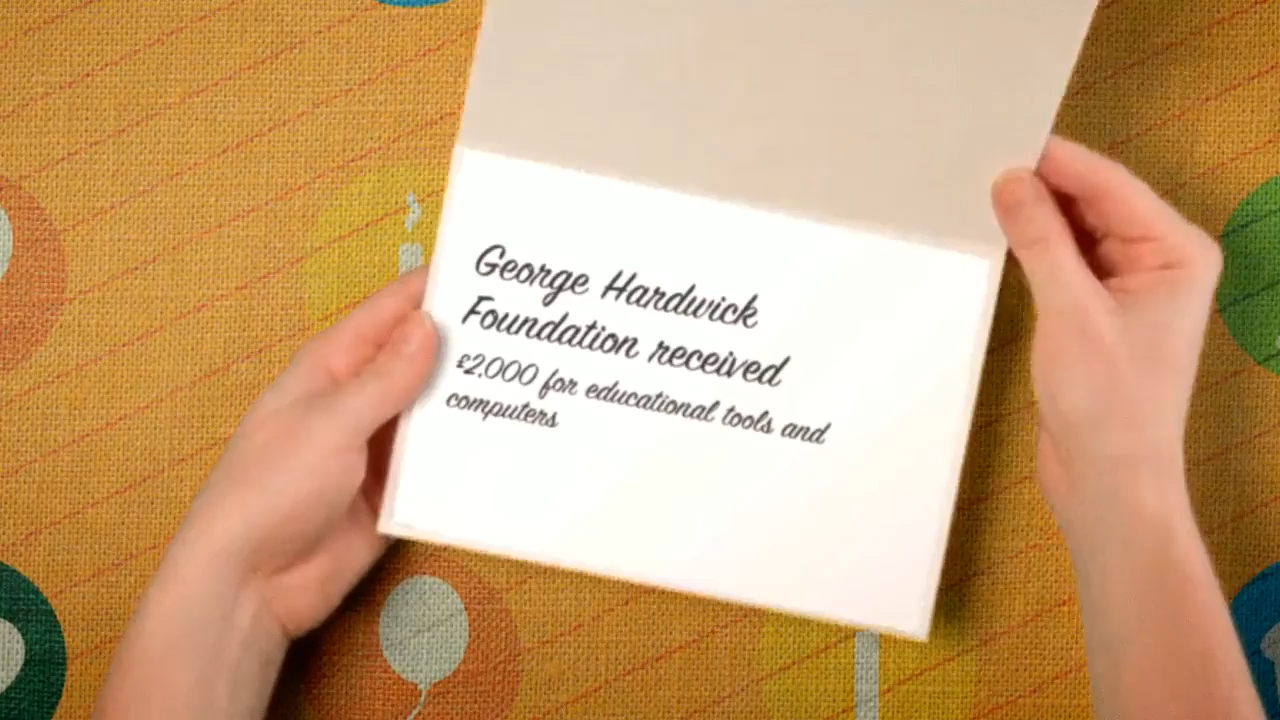 George Hardwick
Foundation received
£2,000 for educational tools and
computers